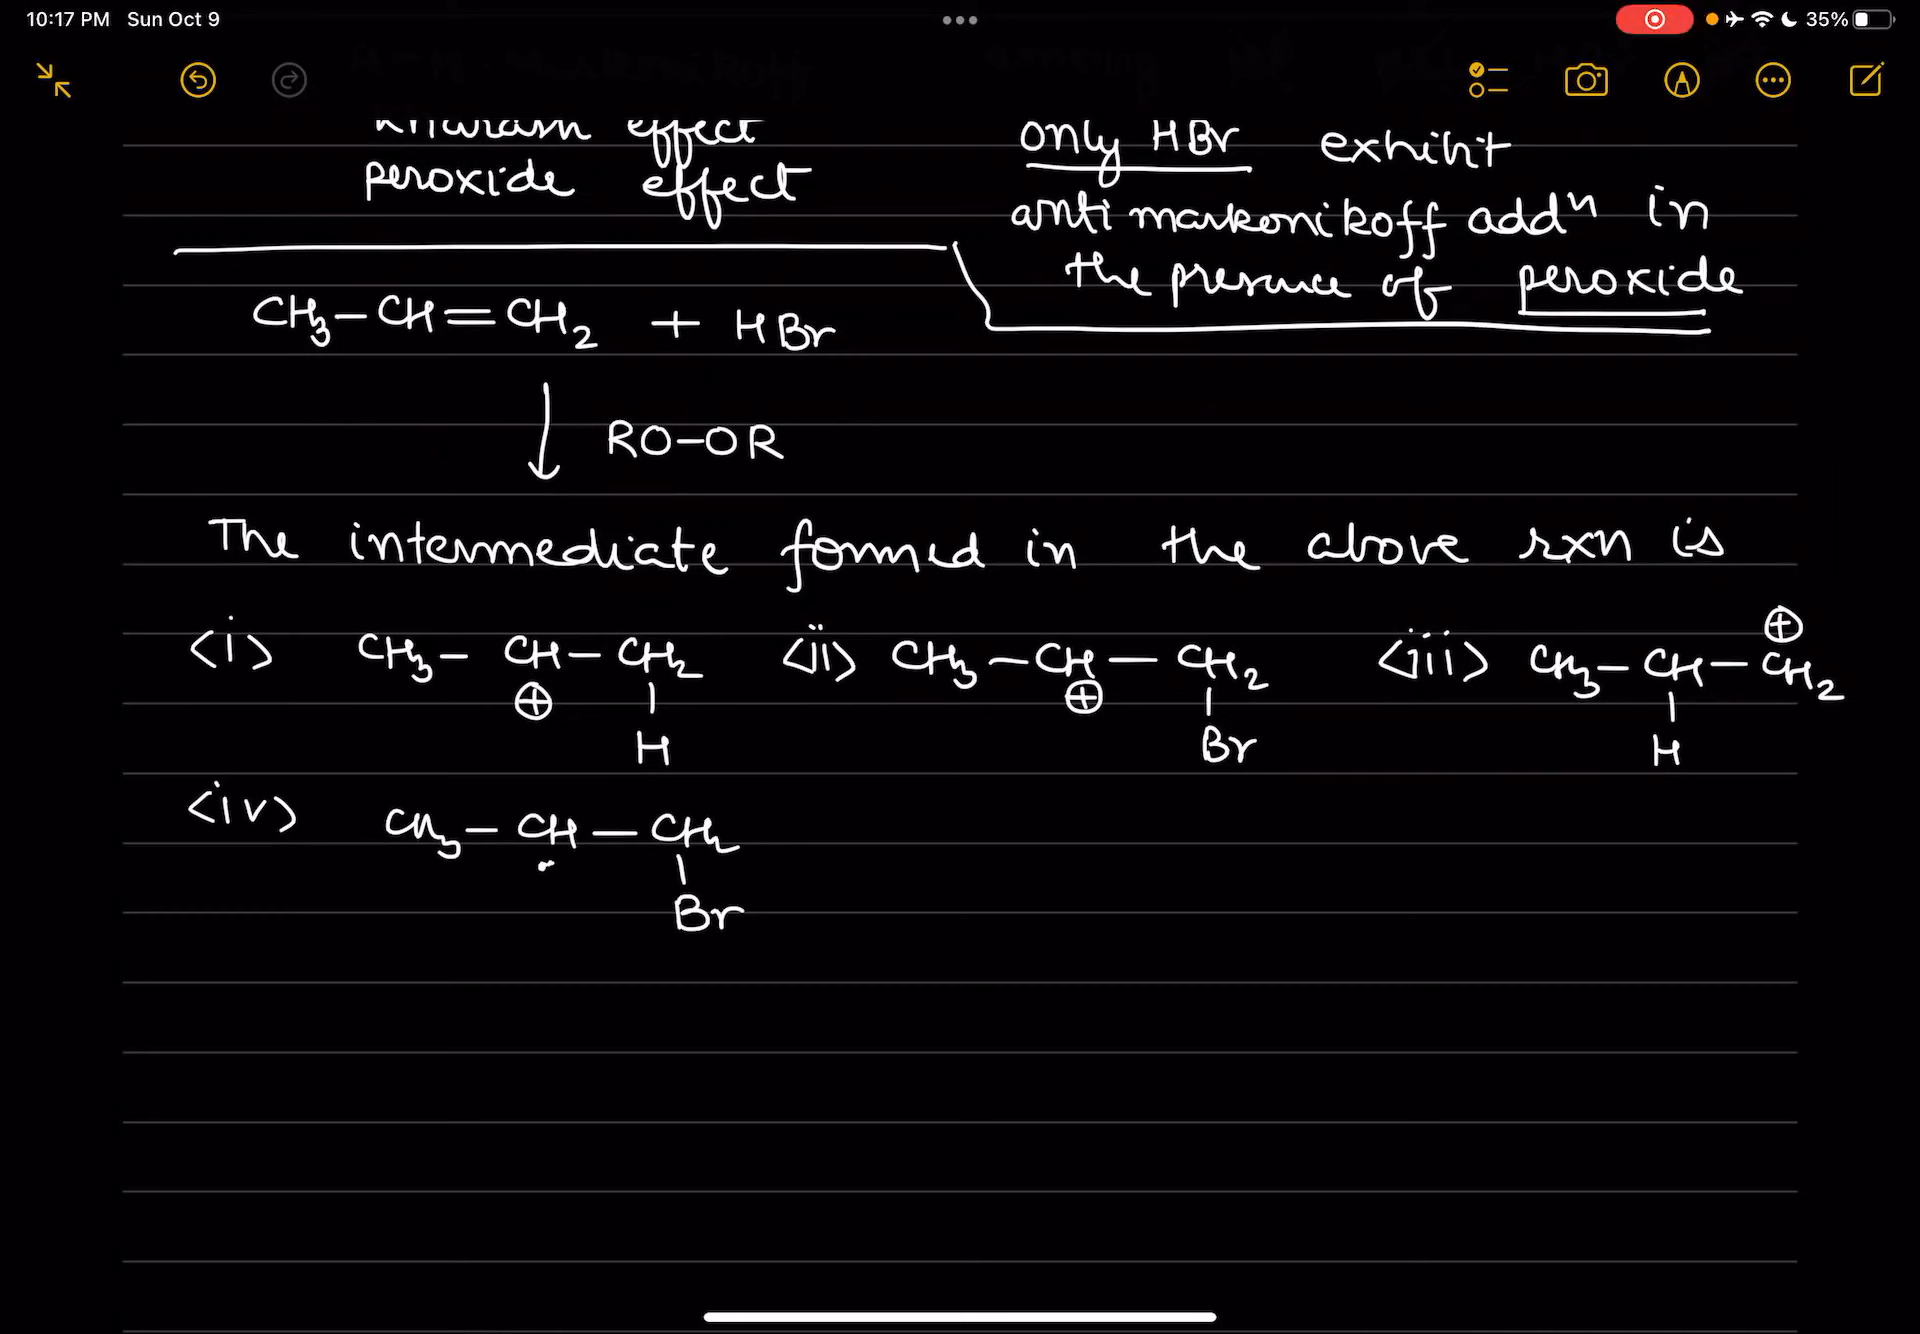 10:17 PM Sun Oct 9
35%
effect
peroxide effect
only HBr exhibit
anti markonikoff addⁿ in
the presence of peroxide
CH₃–CH=CH₂ + HBr
↓ RO–OR
The intermediate formed in the above rxn is
<i> CH₃–CH–CH₂ <ii> CH₃–CH–CH₂ <iii> CH₃–CH–CH₂
⊕ | ⊕ | | ⊕
H Br H
<iv> CH₃–CH–CH₂
• |
Br